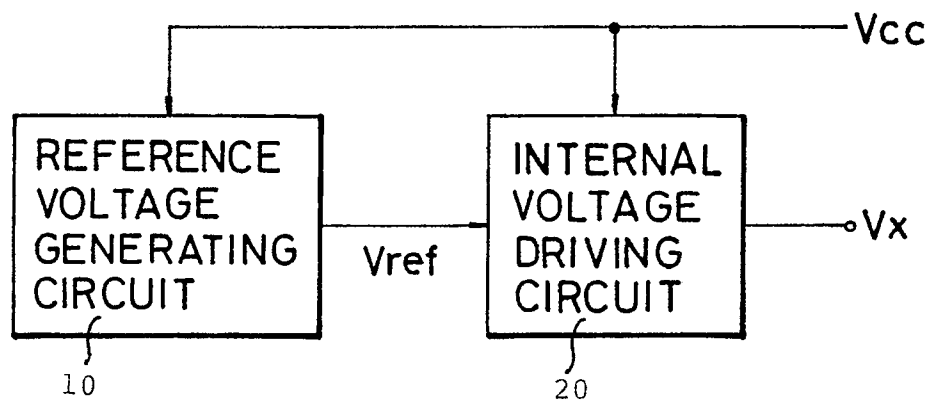 Vcc
REFERENCE
VOLTAGE
GENERATING
CIRCUIT
Vref
INTERNAL
VOLTAGE
DRIVING
CIRCUIT
Vx
10
20